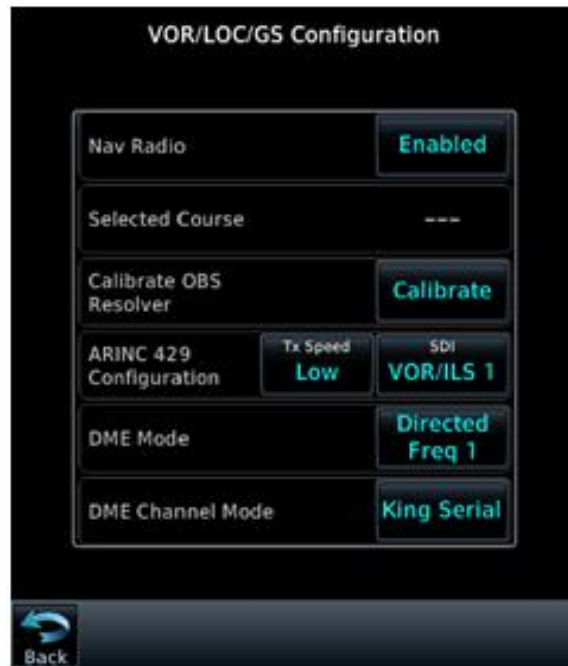 VOR/LOC/GS Configuration
Nav Radio
Enabled
Selected Course
---
Calibrate OBS
Resolver
Calibrate
ARINC 429
Configuration
Tx Speed
Low
SDI
VOR/ILS 1
DME Mode
Directed
Freq 1
DME Channel Mode
King Serial
Back